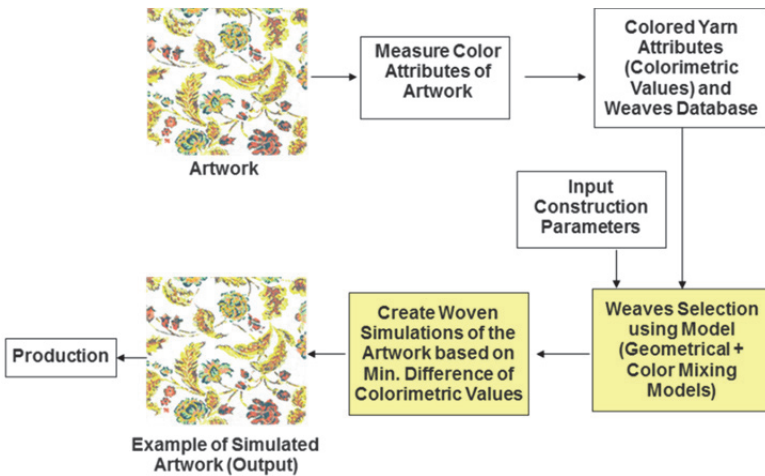 Measure Color
Attributes of
Artwork
Colored Yarn
Attributes
(Colorimetric
Values) and
Weaves Database
Artwork
Input
Construction
Parameters
Weaves Selection
using Model
(Geometrical +
Color Mixing
Models)
Create Woven
Simulations of the
Artwork based on
Min. Difference of
Colorimetric Values
Production
Example of Simulated
Artwork (Output)